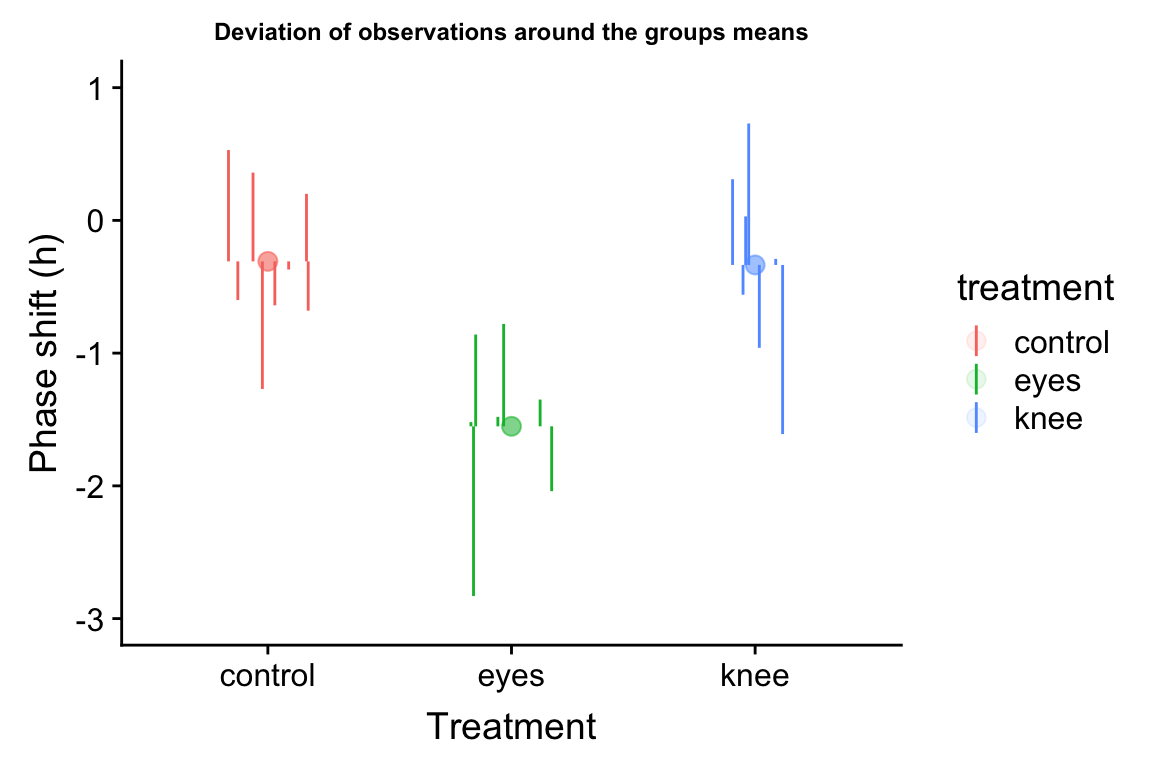 Deviation of observations around the groups means
Phase shift (h)
1
0
-1
-2
-3
control
eyes
knee
Treatment
treatment
control
eyes
knee